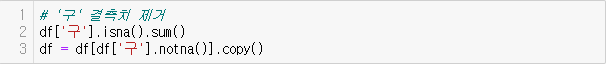 1 # '구' 결측치 제거
2 df['구'].isna().sum()
3 df = df[df['구'].notna()].copy()